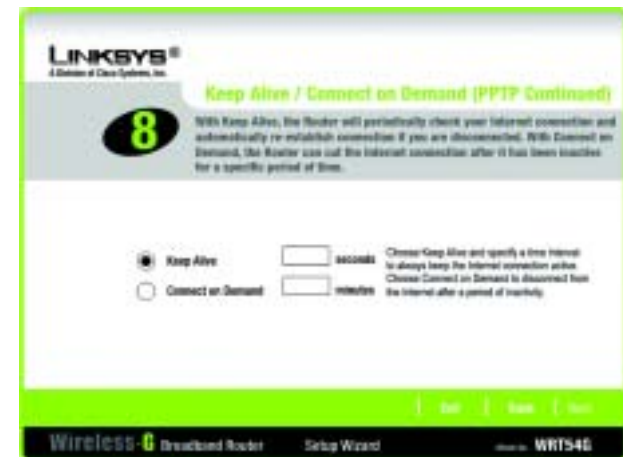 LINKSYS®
A Division of Cisco Systems, Inc.
Keep Alive / Connect on Demand (PPTP Continued)
8
With Keep Alive, the Router will periodically check your Internet connection and
automatically re-establish connection if you are disconnected. With Connect on
Demand, the Router can cut the Internet connection after it has been inactive
for a specific period of time.
Keep Alive seconds
Choose Keep Alive and specify a time interval
to always keep the Internet connection active.
Connect on Demand minutes
Choose Connect on Demand to disconnect from
the Internet after a period of inactivity.
Exit Back Next
Wireless-G Broadband Router Setup Wizard WRT54G